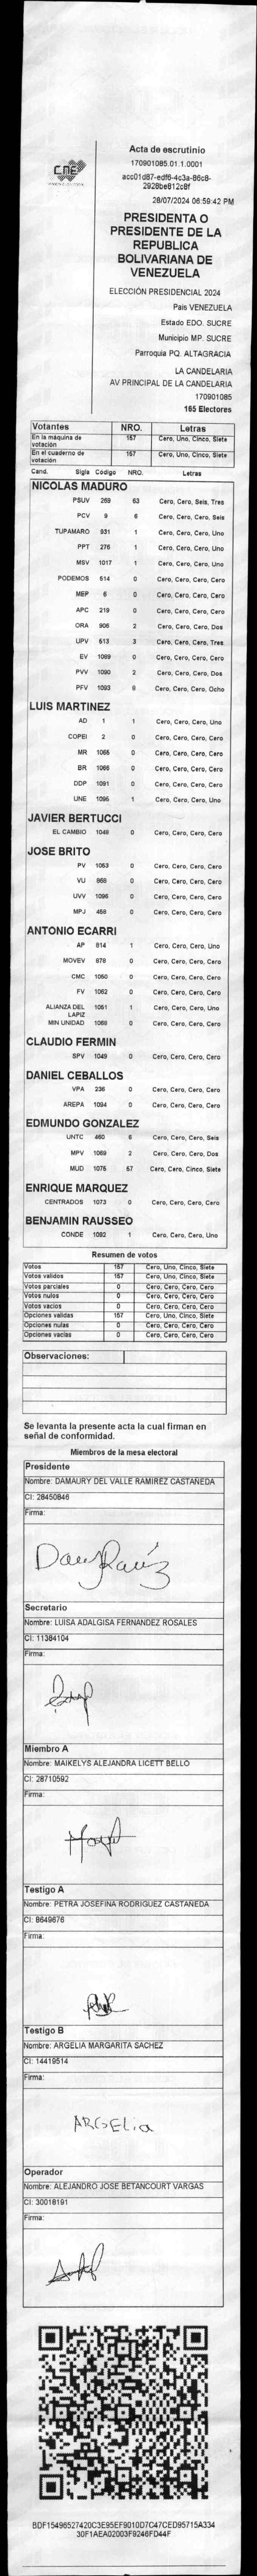 CNE
Acta de escrutinio
170901085.01.1.0001
acc01d87-edf6-4c3a-86c8-
2928be812c8f
28/07/2024 06:59:42 PM
PRESIDENTA O
PRESIDENTE DE LA
REPUBLICA
BOLIVARIANA DE
VENEZUELA
ELECCIÓN PRESIDENCIAL 2024
País VENEZUELA
Estado EDO. SUCRE
Municipio MP. SUCRE
Parroquia PQ. ALTAGRACIA
LA CANDELARIA
AV PRINCIPAL DE LA CANDELARIA
170901085
165 Electores
Votantes NRO. Letras
En la máquina de votación 157 Cero, Uno, Cinco, Siete
En el cuaderno de votación 157 Cero, Uno, Cinco, Siete
Cand. Sigla Código NRO. Letras
NICOLAS MADURO
PSUV 269 63 Cero, Cero, Seis, Tres
PCV 9 6 Cero, Cero, Cero, Seis
TUPAMARO 931 1 Cero, Cero, Cero, Uno
PPT 276 1 Cero, Cero, Cero, Uno
MSV 1017 1 Cero, Cero, Cero, Uno
PODEMOS 614 0 Cero, Cero, Cero, Cero
MEP 6 0 Cero, Cero, Cero, Cero
APC 219 0 Cero, Cero, Cero, Cero
ORA 906 2 Cero, Cero, Cero, Dos
UPV 513 3 Cero, Cero, Cero, Tres
EV 1089 0 Cero, Cero, Cero, Cero
PVV 1090 2 Cero, Cero, Cero, Dos
PFV 1093 8 Cero, Cero, Cero, Ocho
LUIS MARTINEZ
AD 1 1 Cero, Cero, Cero, Uno
COPEI 2 0 Cero, Cero, Cero, Cero
MR 1065 0 Cero, Cero, Cero, Cero
BR 1066 0 Cero, Cero, Cero, Cero
DDP 1091 0 Cero, Cero, Cero, Cero
UNE 1095 1 Cero, Cero, Cero, Uno
JAVIER BERTUCCI
EL CAMBIO 1048 0 Cero, Cero, Cero, Cero
JOSE BRITO
PV 1053 0 Cero, Cero, Cero, Cero
VU 868 0 Cero, Cero, Cero, Cero
UVV 1096 0 Cero, Cero, Cero, Cero
MPJ 468 0 Cero, Cero, Cero, Cero
ANTONIO ECARRI
AP 814 1 Cero, Cero, Cero, Uno
MOVEV 878 0 Cero, Cero, Cero, Cero
CMC 1050 0 Cero, Cero, Cero, Cero
FV 1062 0 Cero, Cero, Cero, Cero
ALIANZA DEL LAPIZ 1051 1 Cero, Cero, Cero, Uno
MIN UNIDAD 1068 0 Cero, Cero, Cero, Cero
CLAUDIO FERMIN
SPV 1049 0 Cero, Cero, Cero, Cero
DANIEL CEBALLOS
VPA 236 0 Cero, Cero, Cero, Cero
AREPA 1094 0 Cero, Cero, Cero, Cero
EDMUNDO GONZALEZ
UNTC 460 6 Cero, Cero, Cero, Seis
MPV 1069 2 Cero, Cero, Cero, Dos
MUD 1075 57 Cero, Cero, Cinco, Siete
ENRIQUE MARQUEZ
CENTRADOS 1073 0 Cero, Cero, Cero, Cero
BENJAMIN RAUSSEO
CONDE 1092 1 Cero, Cero, Cero, Uno
Resumen de votos
Votos 157 Cero, Uno, Cinco, Siete
Votos validos 157 Cero, Uno, Cinco, Siete
Votos parciales 0 Cero, Cero, Cero, Cero
Votos nulos 0 Cero, Cero, Cero, Cero
Votos vacios 0 Cero, Cero, Cero, Cero
Opciones validas 157 Cero, Uno, Cinco, Siete
Opciones nulas 0 Cero, Cero, Cero, Cero
Opciones vacias 0 Cero, Cero, Cero, Cero
Observaciones:
Se levanta la presente acta la cual firman en
señal de conformidad.
Miembros de la mesa electoral
Presidente
Nombre: DAMAURY DEL VALLE RAMIREZ CASTAÑEDA
CI: 28450846
Firma:
Secretario
Nombre: LUISA ADALGISA FERNANDEZ ROSALES
CI: 11384104
Firma:
Miembro A
Nombre: MAIKELYS ALEJANDRA LICETT BELLO
CI: 28710592
Firma:
Testigo A
Nombre: PETRA JOSEFINA RODRIGUEZ CASTAÑEDA
CI: 8649676
Firma:
Testigo B
Nombre: ARGELIA MARGARITA SACHEZ
CI: 14419514
Firma:
ARGELia
Operador
Nombre: ALEJANDRO JOSE BETANCOURT VARGAS
CI: 30018191
Firma:
BDF15496527420C3E95EF9010D7C47CED95715A334
30F1AEA02003F9246FD44F